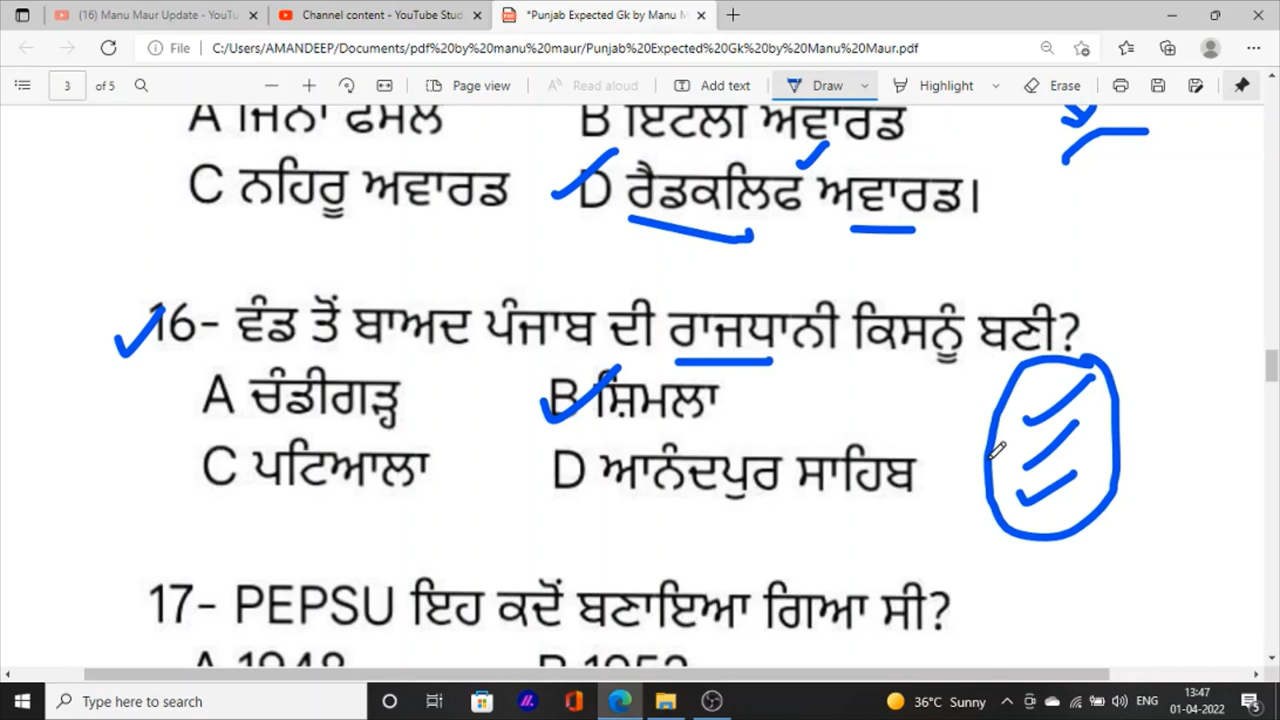 (16) Manu Maur Update - YouTu
Channel content - YouTube Stud
*Punjab Expected Gk by Manu M
File
C:/Users/AMANDEEP/Documents/pdf%20by%20manu%20maur/Punjab%20Expected%20Gk%20by%20Manu%20Maur.pdf
3 of 5
Page view
Read aloud
Add text
Draw
Highlight
Erase
A ਜਿਨਾਂ ਫਸਲ B ਇਟਲੀ ਅਵਾਰਡ
C ਨਹਿਰੂ ਅਵਾਰਡ D ਰੈਡਕਲਿਫ ਅਵਾਰਡ।
16- ਵੰਡ ਤੋਂ ਬਾਅਦ ਪੰਜਾਬ ਦੀ ਰਾਜਧਾਨੀ ਕਿਸਨੂੰ ਬਣੀ?
A ਚੰਡੀਗੜ੍ਹ B ਸ਼ਿਮਲਾ
C ਪਟਿਆਲਾ D ਆਨੰਦਪੁਰ ਸਾਹਿਬ
17- PEPSU ਇਹ ਕਦੋਂ ਬਣਾਇਆ ਗਿਆ ਸੀ?
A 1948 B 1952
Type here to search
36°C Sunny
ENG
13:47
01-04-2022